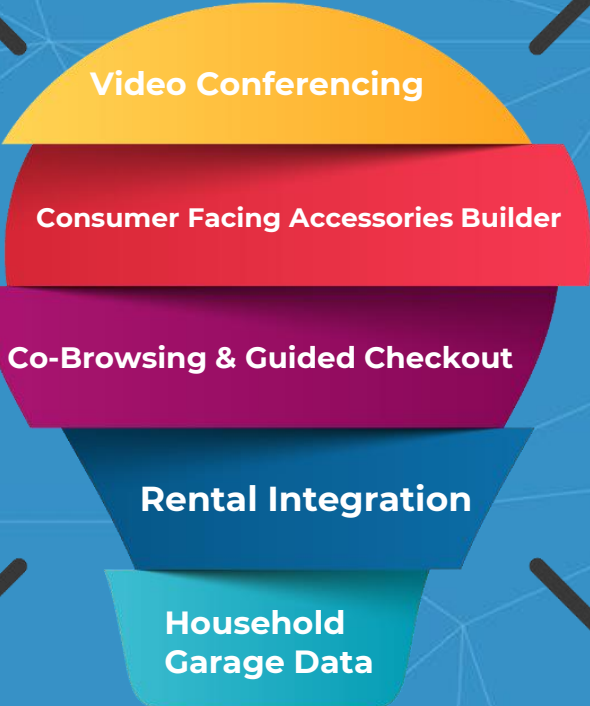 Video Conferencing
Consumer Facing Accessories Builder
Co-Browsing & Guided Checkout
Rental Integration
Household
Garage Data